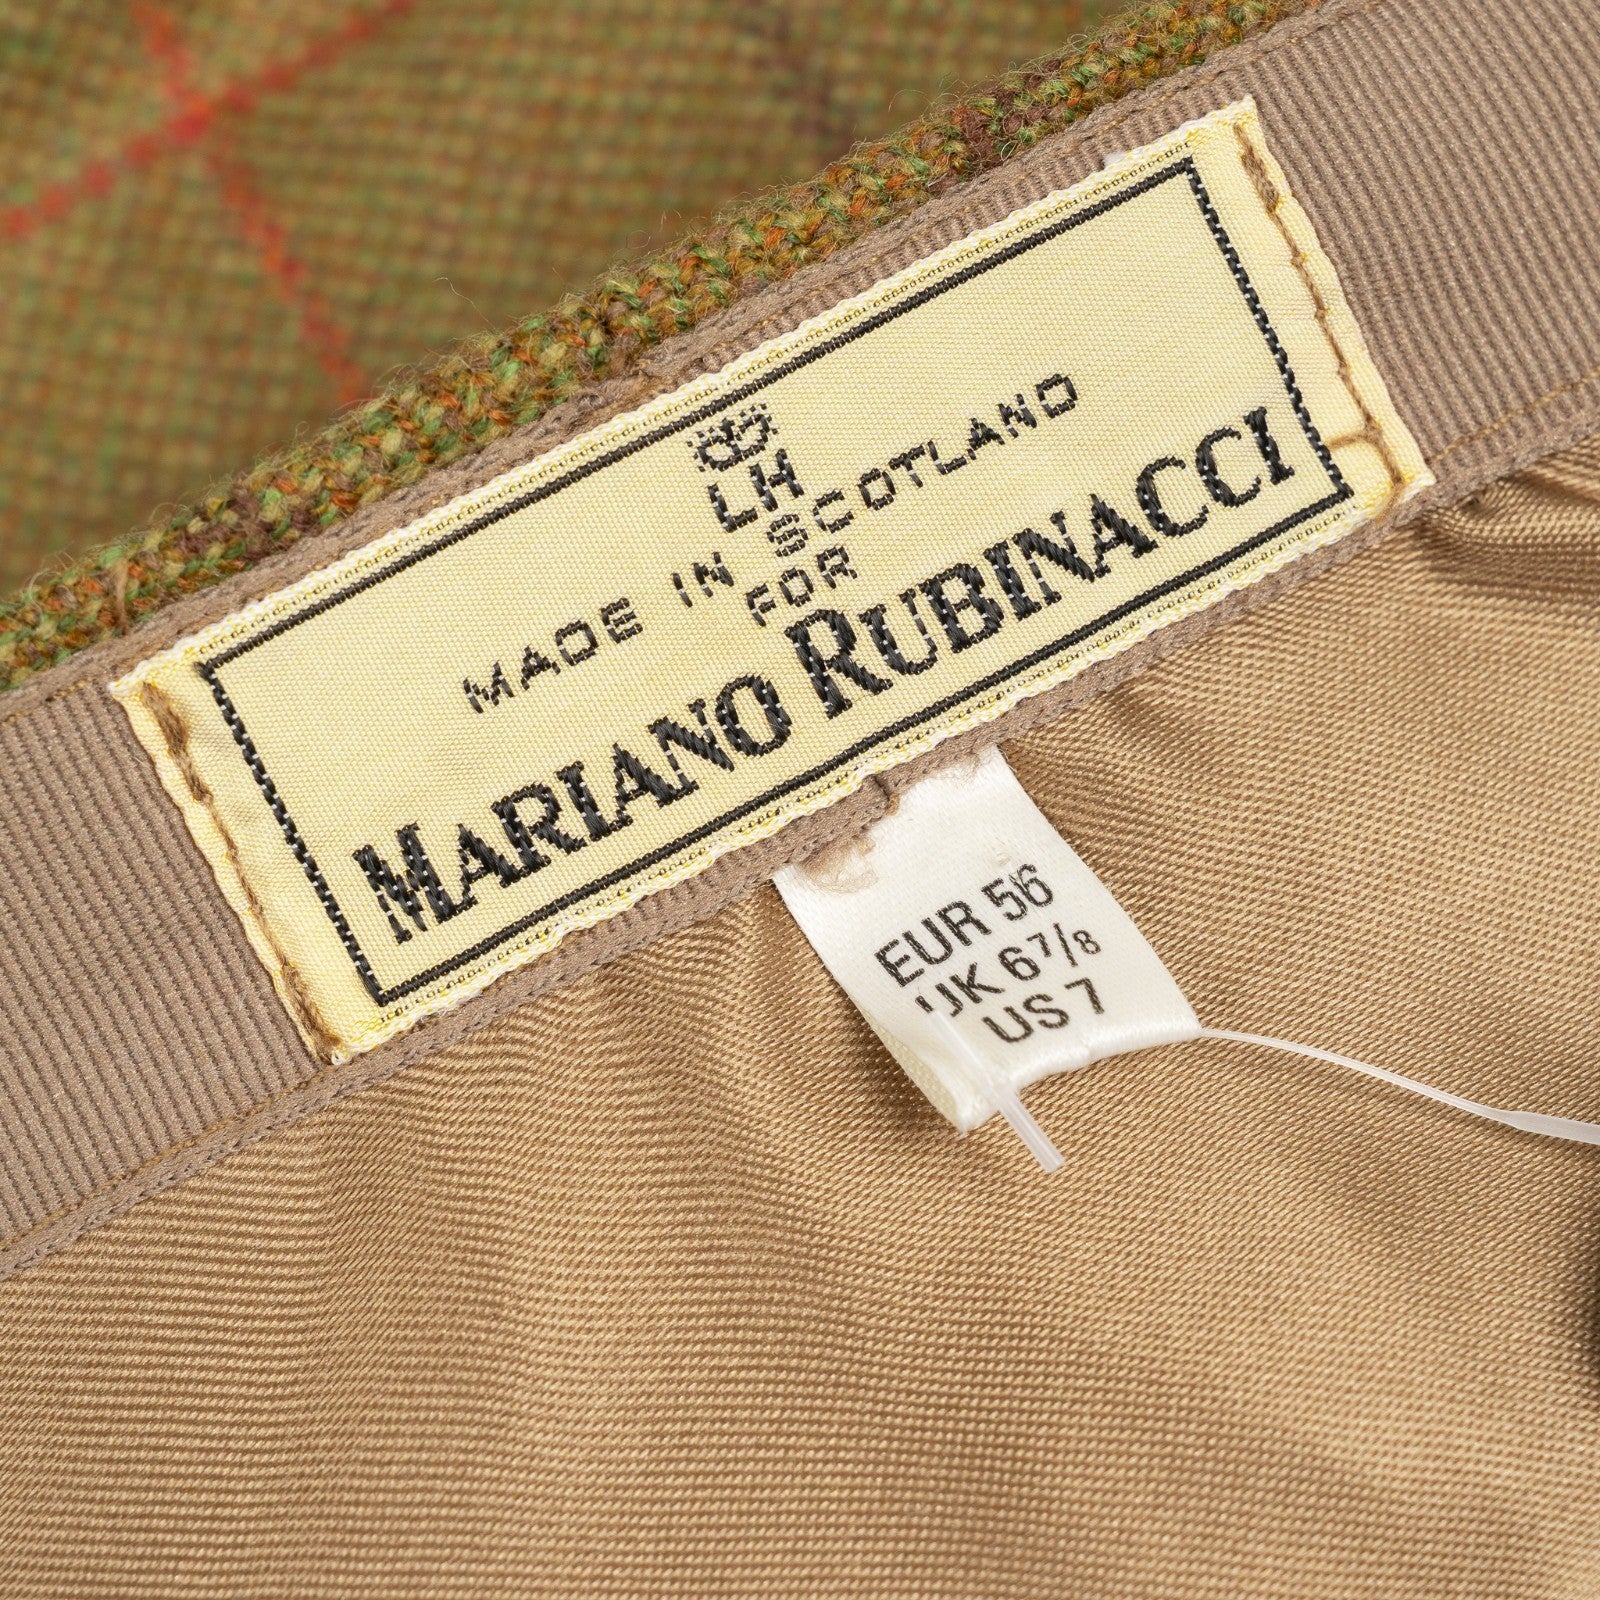 LH
MADE IN SCOTLAND
FOR
MARIANO RUBINACCI
EUR 56
UK 6⁷/₈
US 7